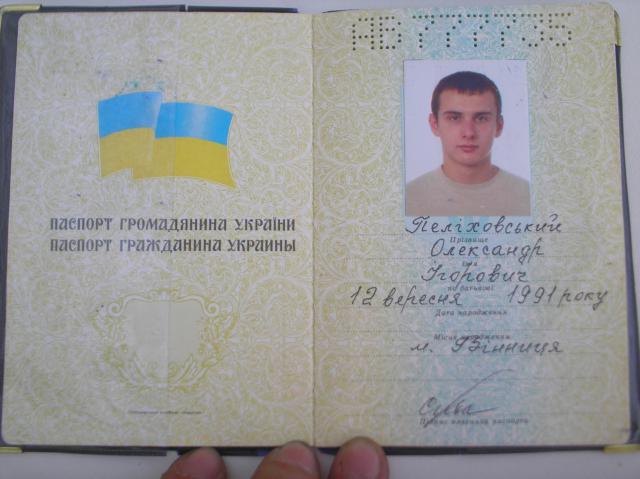 ПАСПОРТ ГРОМАДЯНИНА УКРАЇНИ
ПАСПОРТ ГРАЖДАНИНА УКРАИНЫ
АВ 777735
Пеліховський
Прізвище
Олександр
Ім'я
Ігорович
по батькові
12 вересня 1991 року
Дата народження
Місце народження
м. Вінниця
Підпис власника паспорта